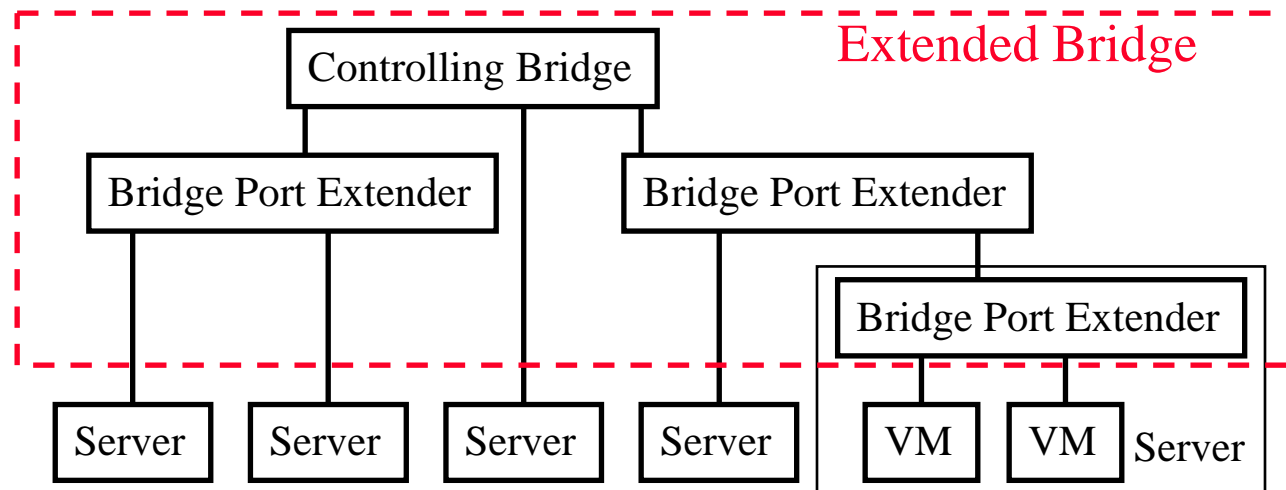 Extended Bridge
Controlling Bridge
Bridge Port Extender
Bridge Port Extender
Bridge Port Extender
Server
Server
Server
Server
VM
VM
Server